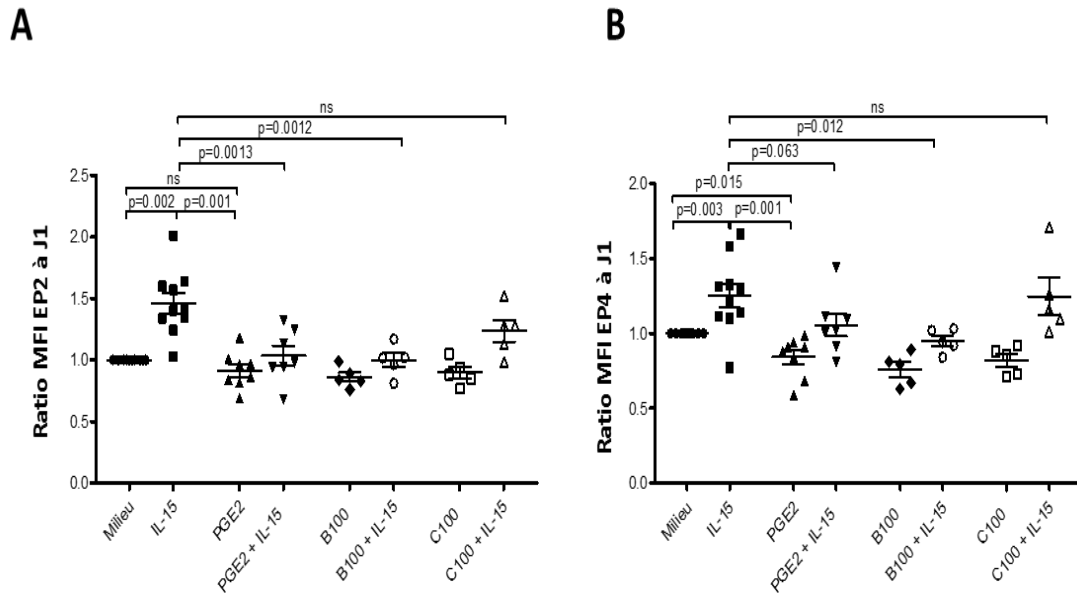 A
ns
p=0.0012
p=0.0013
ns
p=0.002
p=0.001
Ratio MFI EP2 à J1
2.5
2.0
1.5
1.0
0.5
0.0
Milieu
IL-15
PGE2
PGE2 + IL-15
B100
B100 + IL-15
C100
C100 + IL-15
B
ns
p=0.012
p=0.063
p=0.015
p=0.003
p=0.001
Ratio MFI EP4 à J1
2.0
1.5
1.0
0.5
0.0
Milieu
IL-15
PGE2
PGE2 + IL-15
B100
B100 + IL-15
C100
C100 + IL-15